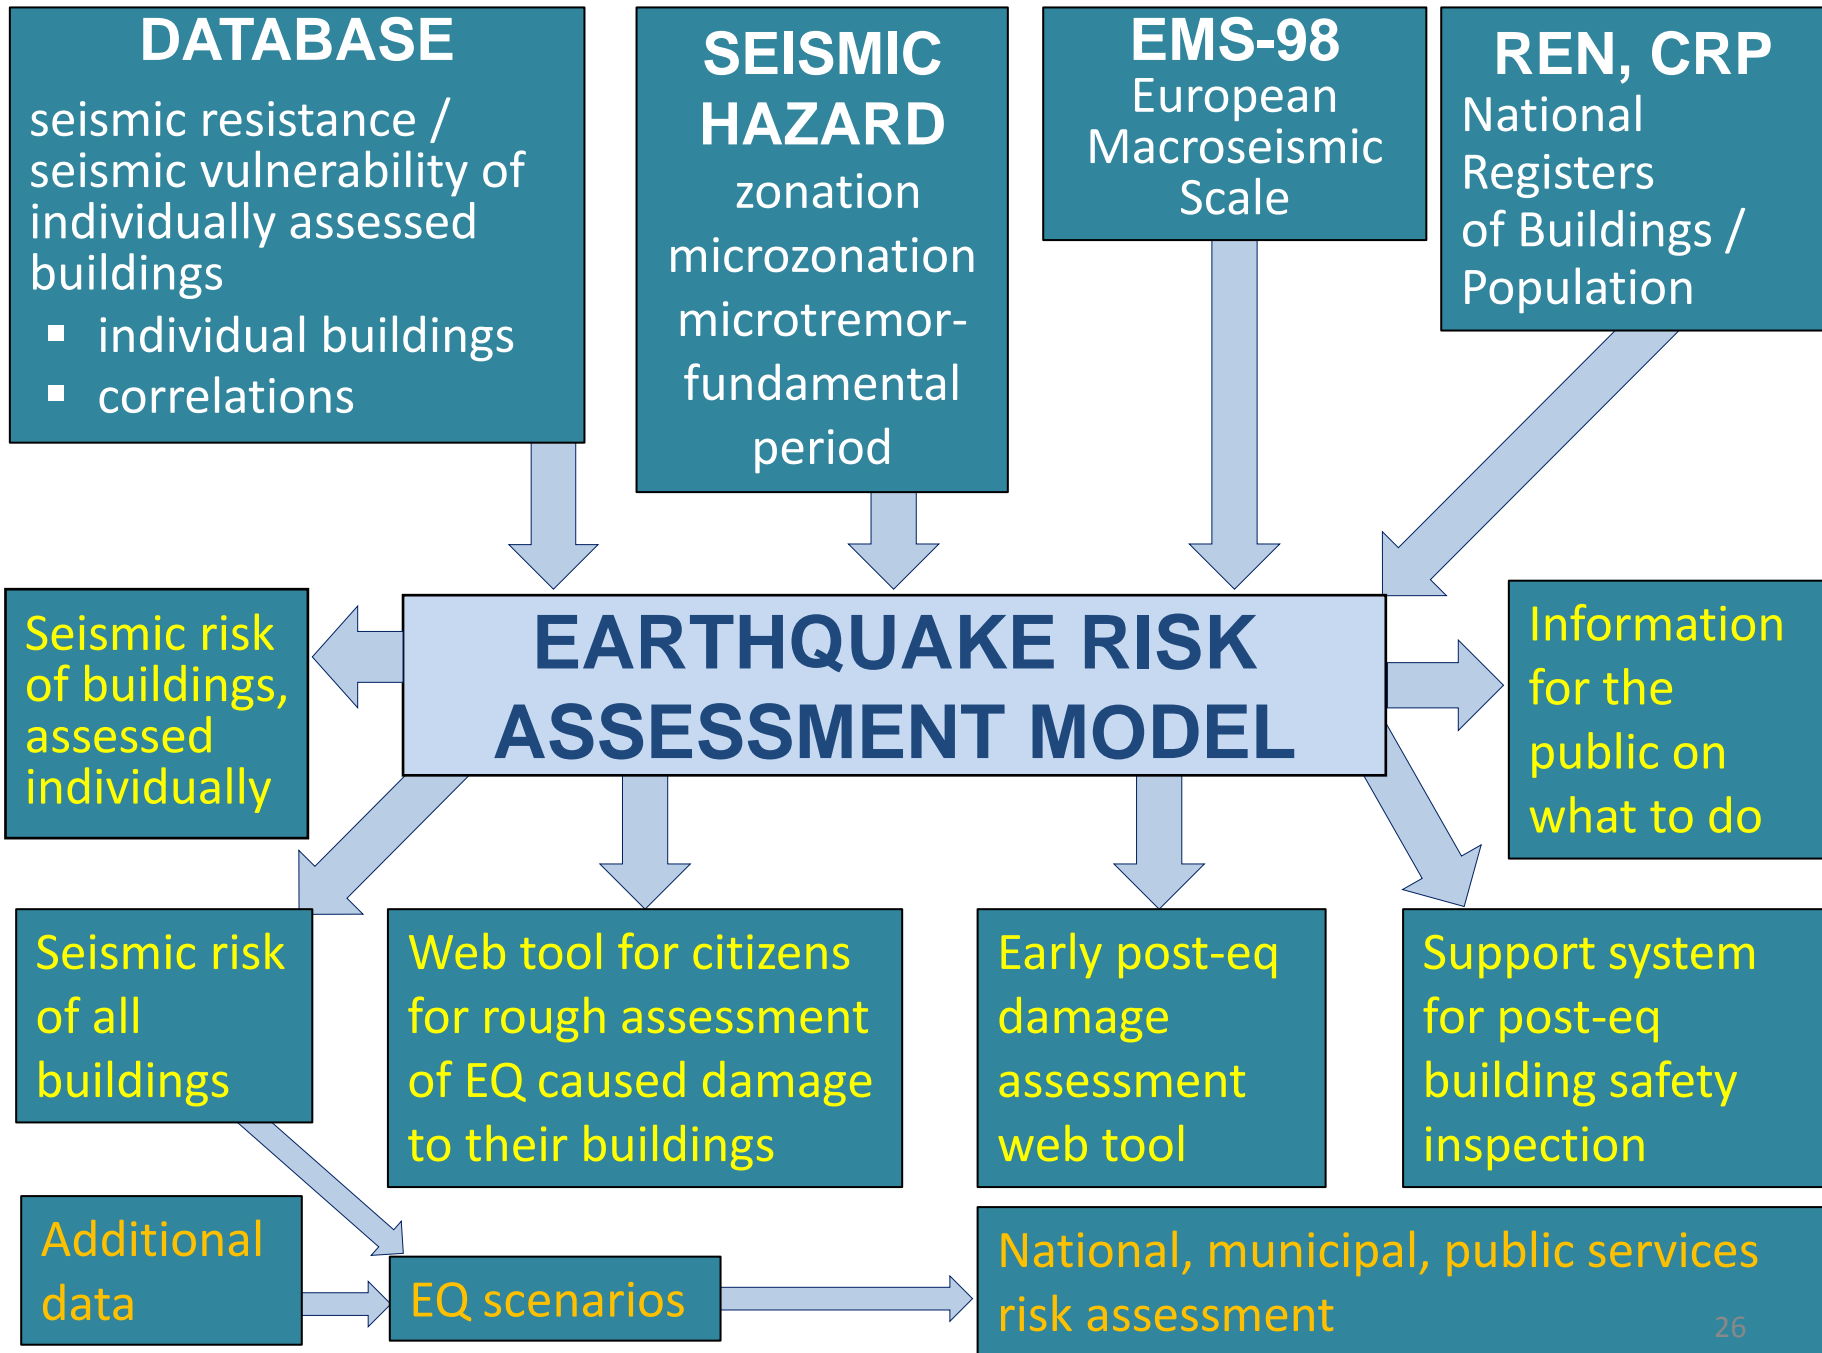 DATABASE
seismic resistance /
seismic vulnerability of
individually assessed
buildings
▪ individual buildings
▪ correlations
SEISMIC
HAZARD
zonation
microzonation
microtremor-
fundamental
period
EMS-98
European
Macroseismic
Scale
REN, CRP
National
Registers
of Buildings /
Population
EARTHQUAKE RISK
ASSESSMENT MODEL
Seismic risk
of buildings,
assessed
individually
Information
for the
public on
what to do
Seismic risk
of all
buildings
Web tool for citizens
for rough assessment
of EQ caused damage
to their buildings
Early post-eq
damage
assessment
web tool
Support system
for post-eq
building safety
inspection
Additional
data
EQ scenarios
National, municipal, public services
risk assessment
26